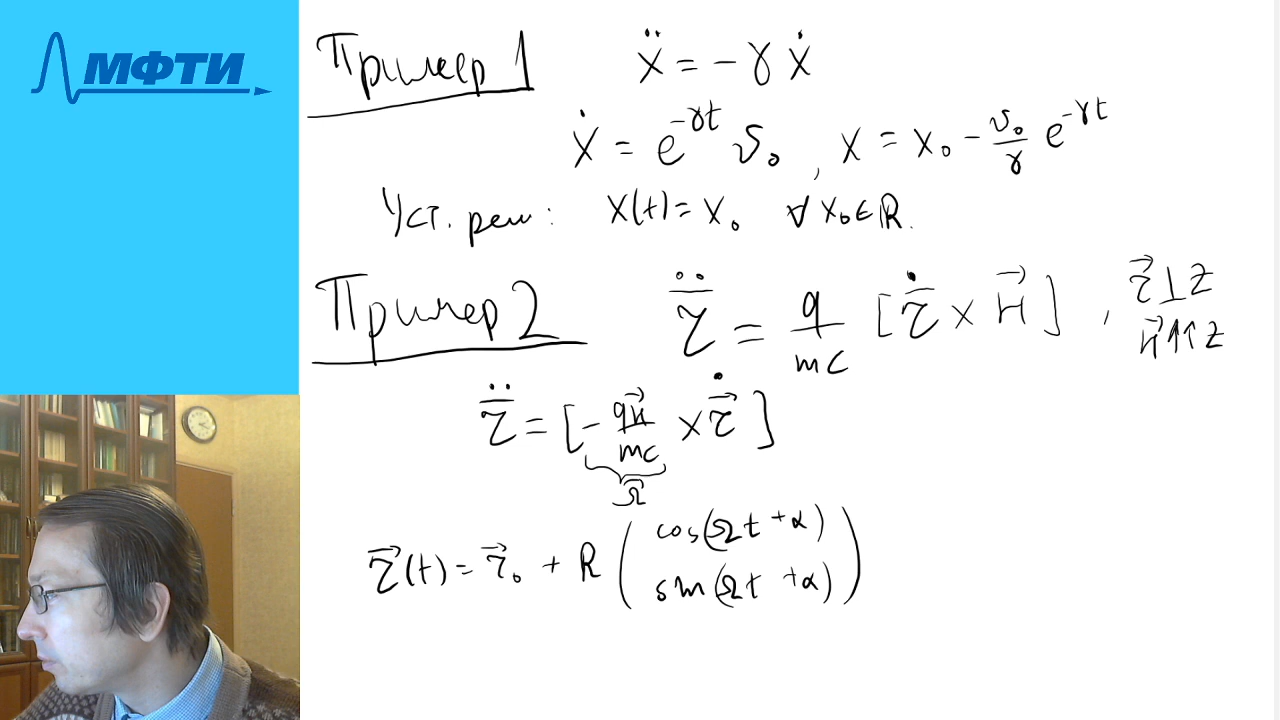 МФТИ
Пример 1 ẍ = − γ ẋ
ẋ = e^{−γt} v₀ , x = x₀ − v₀/γ e^{−γt}
Уст. реш: x(t) = x₀ ∀ x₀ ∈ ℝ.
Пример 2 r̈⃗ = q/mc [ṙ⃗ × H⃗] , r⃗ ⊥ z
H⃗ ↑↑ z
r̈⃗ = [− qH⃗/mc × ṙ⃗]
Ω⃗
r⃗(t) = r⃗₀ + R ( cos(Ωt + α)
sin(Ωt + α) )